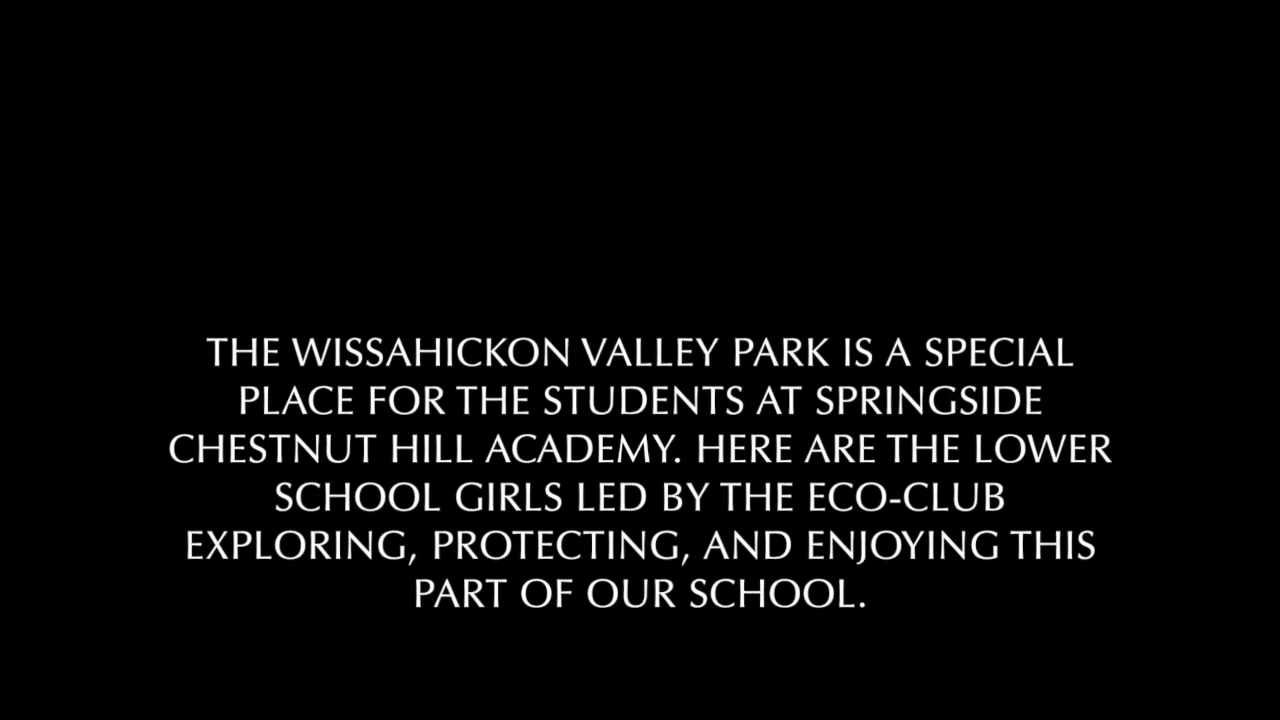 THE WISSAHICKON VALLEY PARK IS A SPECIAL
PLACE FOR THE STUDENTS AT SPRINGSIDE
CHESTNUT HILL ACADEMY. HERE ARE THE LOWER
SCHOOL GIRLS LED BY THE ECO-CLUB
EXPLORING, PROTECTING, AND ENJOYING THIS
PART OF OUR SCHOOL.